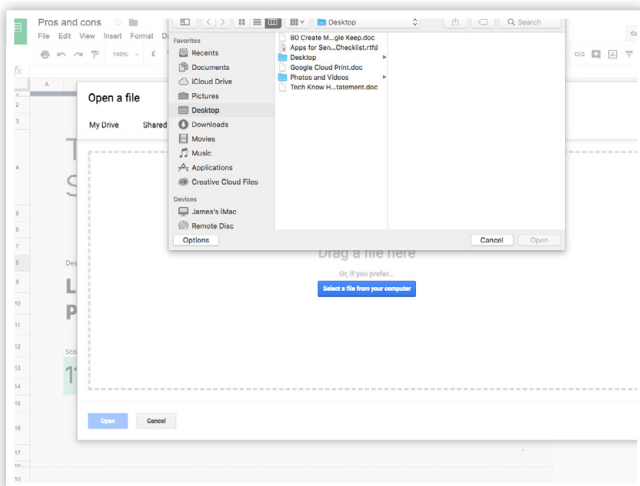 Pros and cons
File Edit View Insert Format
100% £
fx
A
Open a file
My Drive Shared
Desktop
Search
Favorites
Recents
Documents
iCloud Drive
Pictures
Desktop
Downloads
Movies
Music
Applications
Creative Cloud Files
Devices
James's iMac
Remote Disc
80 Create M...gle Keep.doc
Apps for Sen...Checklist.rtfd
Desktop
Google Cloud Print.doc
Photos and Videos
Tech Know H...tatement.doc
Options Cancel Open
Drag a file here
Or, if you prefer...
Select a file from your computer
Open Cancel
2
3
4
5
6
7
8
9
10
11
12
13
14
15
16
17